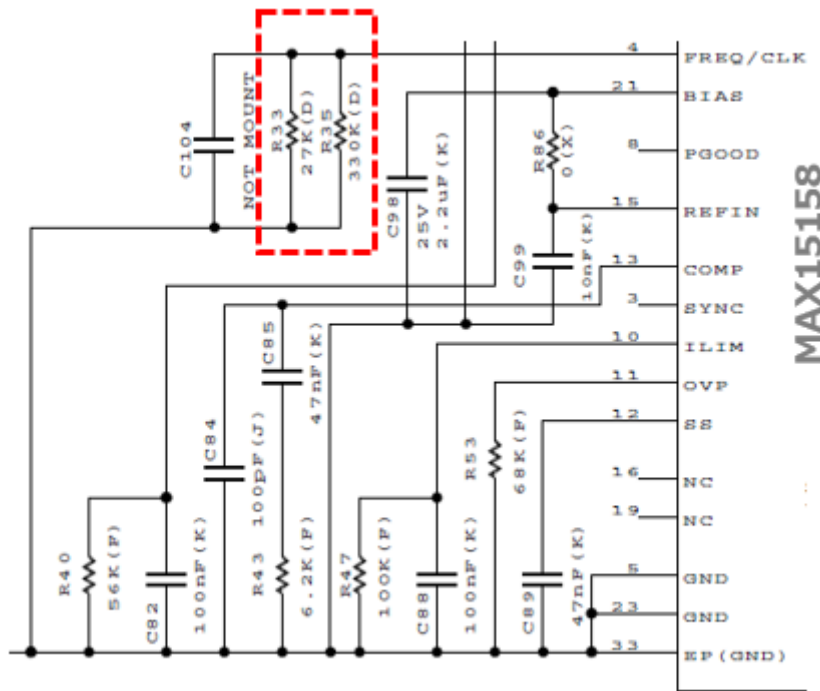 4
FREQ/CLK
21
BIAS
8
PGOOD
15
REFIN
13
COMP
3
SYNC
10
ILIM
11
OVP
12
SS
16
NC
19
NC
5
GND
23
GND
33
EP(GND)
MAX15158
C104
NOT MOUNT
R33
27K(D)
R35
330K(D)
C98
25V
2.2uF(K)
R86
0(X)
C99
10nF(K)
C85
47nF(K)
C84
100pF(J)
R53
68K(F)
R40
56K(F)
C82
100nF(K)
R43
6.2K(F)
R47
100K(F)
C88
100nF(K)
C89
47nF(K)